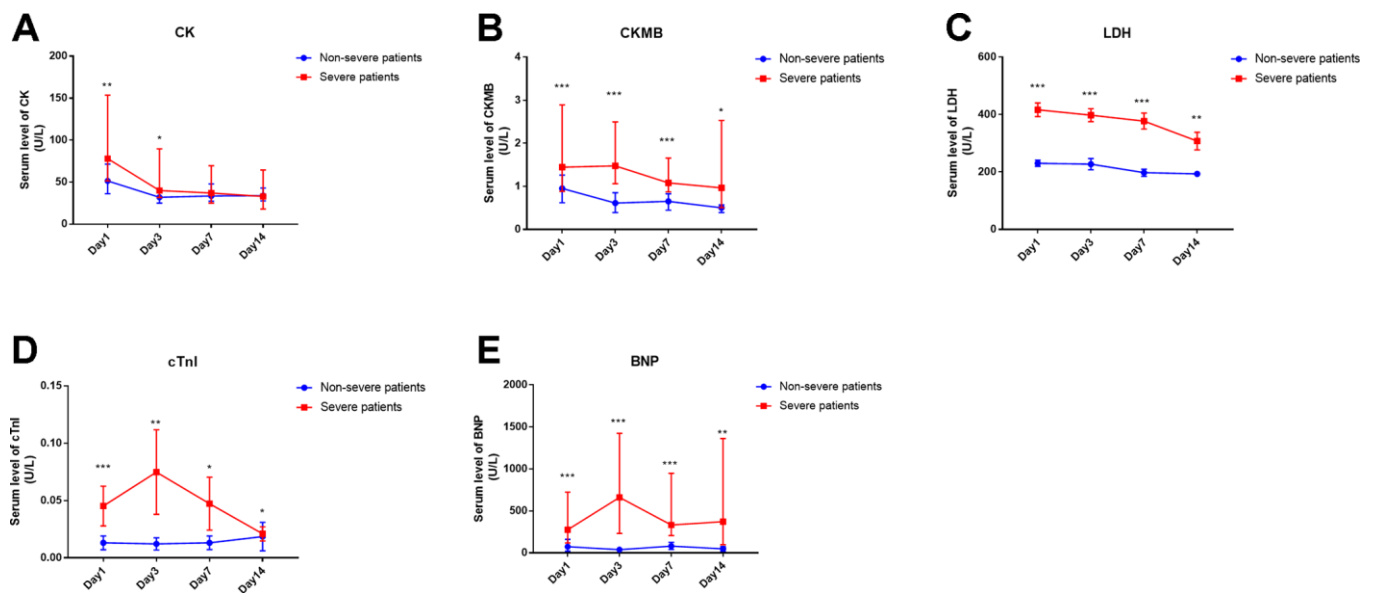 A
CK
Non-severe patients
Severe patients
200
150
100
50
0
Serum level of CK
(U/L)
**
*
Day1
Day3
Day7
Day14
B
CKMB
Non-severe patients
Severe patients
4
3
2
1
0
Serum level of CKMB
(U/L)
***
***
***
*
Day1
Day3
Day7
Day14
C
LDH
Non-severe patients
Severe patients
600
400
200
0
Serum level of LDH
(U/L)
***
***
***
**
Day1
Day3
Day7
Day14
D
cTnI
Non-severe patients
Severe patients
0.15
0.10
0.05
0.00
Serum level of cTnI
(U/L)
***
**
*
*
Day1
Day3
Day7
Day14
E
BNP
Non-severe patients
Severe patients
2000
1500
1000
500
0
Serum level of BNP
(U/L)
***
***
***
**
Day1
Day3
Day7
Day14